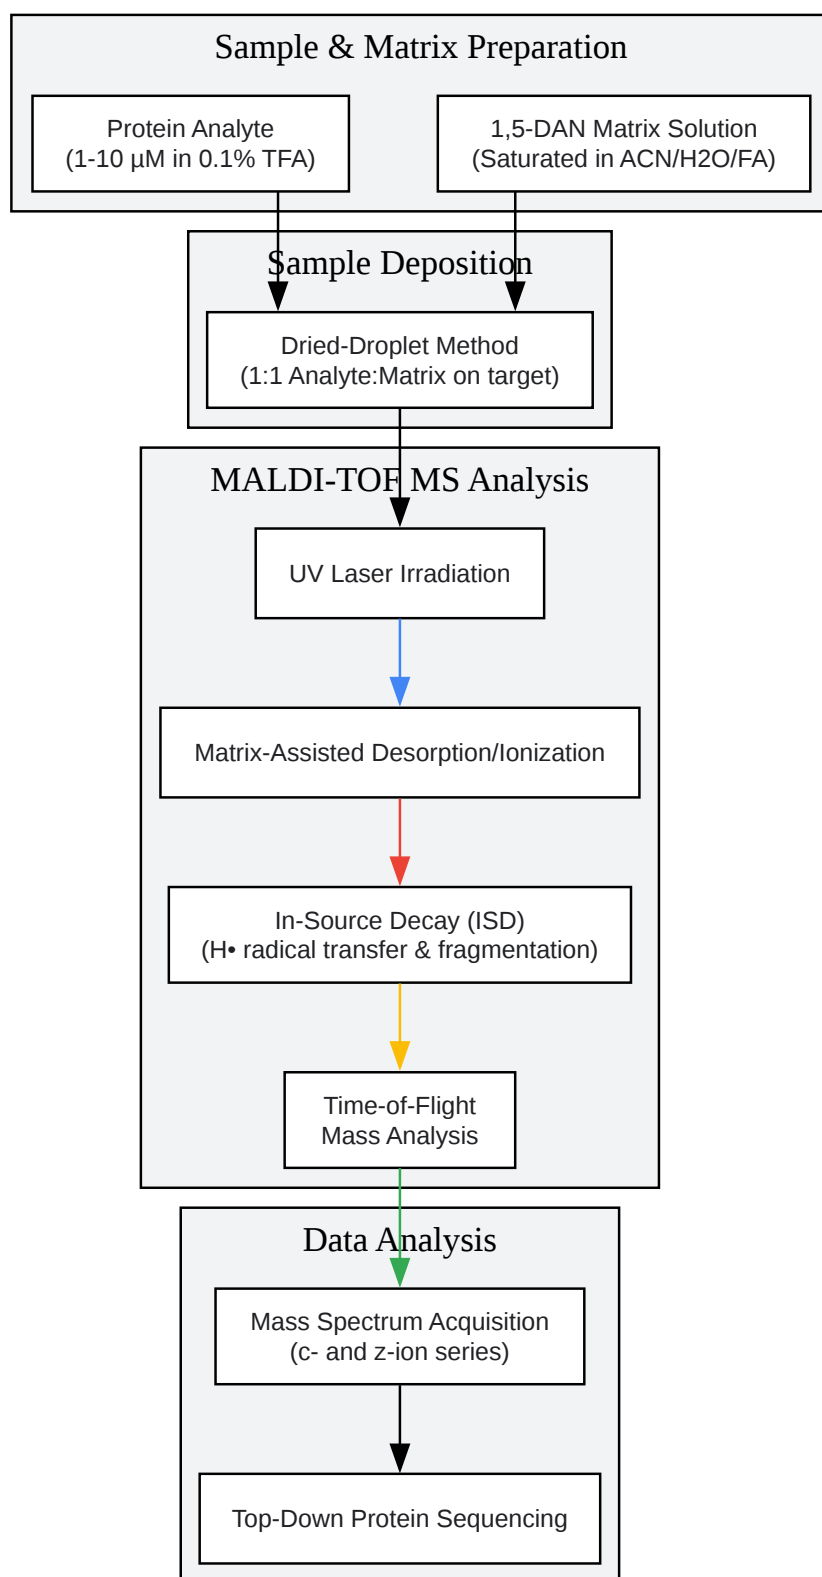 Sample & Matrix Preparation
Protein Analyte
(1-10 µM in 0.1% TFA)
1,5-DAN Matrix Solution
(Saturated in ACN/H2O/FA)
Sample Deposition
Dried-Droplet Method
(1:1 Analyte:Matrix on target)
MALDI-TOF MS Analysis
UV Laser Irradiation
Matrix-Assisted Desorption/Ionization
In-Source Decay (ISD)
(H• radical transfer & fragmentation)
Time-of-Flight
Mass Analysis
Data Analysis
Mass Spectrum Acquisition
(c- and z-ion series)
Top-Down Protein Sequencing